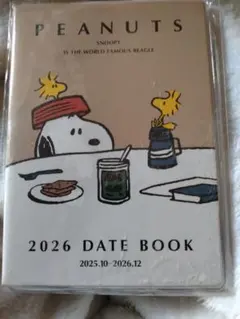 PEANUTS
SNOOPY
IS THE WORLD FAMOUS BEAGLE
2026 DATE BOOK
2025.10-2026.12